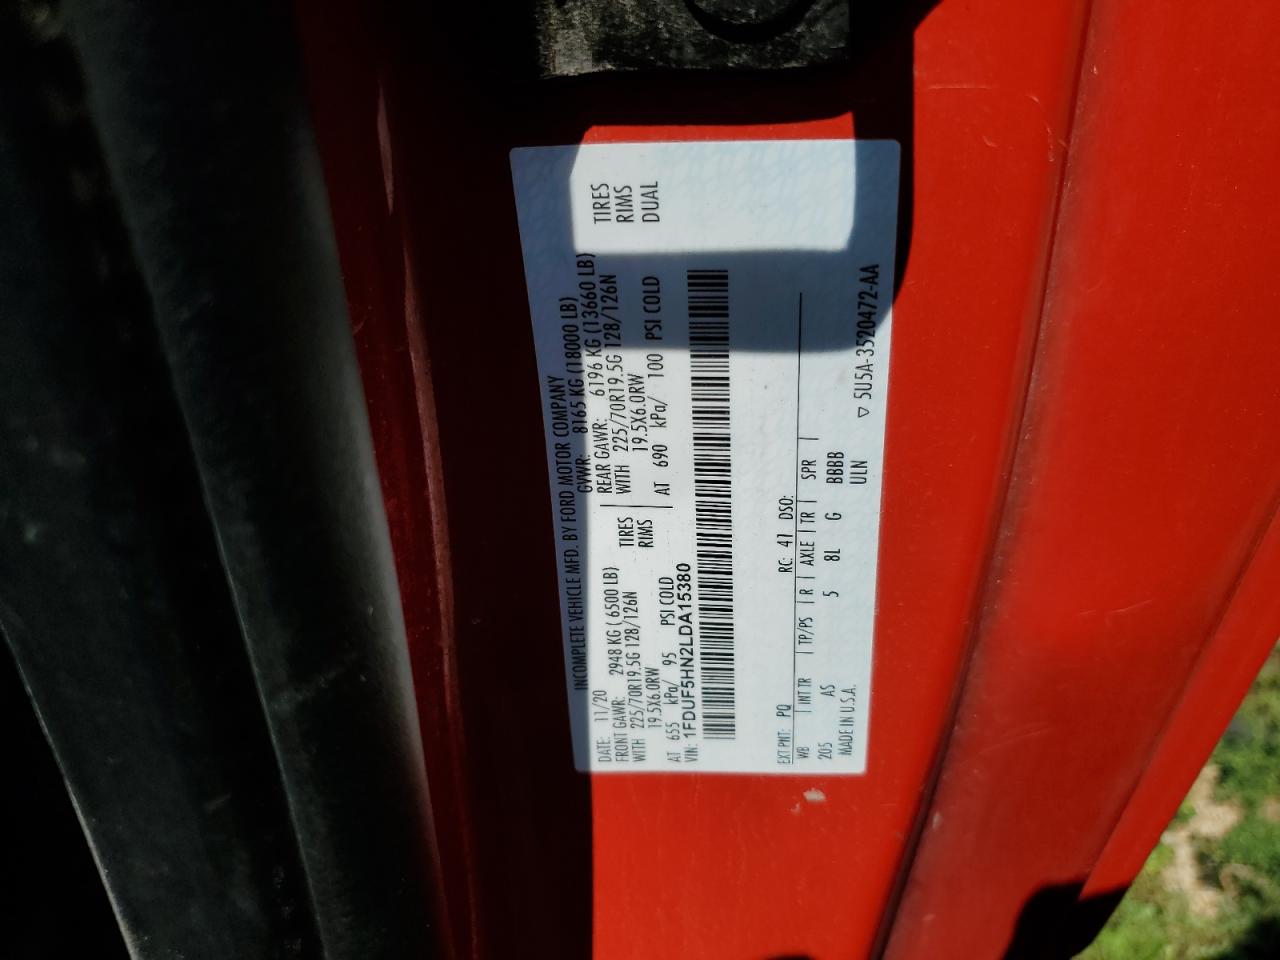 INCOMPLETE VEHICLE MFD. BY FORD MOTOR COMPANY
DATE: 11/20 GVWR: 8165 KG (18000 LB)
FRONT GAWR: 2948 KG ( 6500 LB) REAR GAWR: 6196 KG (13660 LB)
WITH 225/70R19.5G 128/126N TIRES WITH 225/70R19.5G 128/126N TIRES
19.5X6.0RW RIMS 19.5X6.0RW RIMS
AT 655 kPa/ 95 PSI COLD AT 690 kPa/ 100 PSI COLD DUAL
VIN: 1FDUF5HN2LDA15380
EXT PNT: PQ RC: 41 DSO:
WB | INT TR | TP/PS | R | AXLE | TR | SPR |
205 AS 5 8L G BBBB
MADE IN U.S.A. ULN
▽ 5U5A-3520472-AA